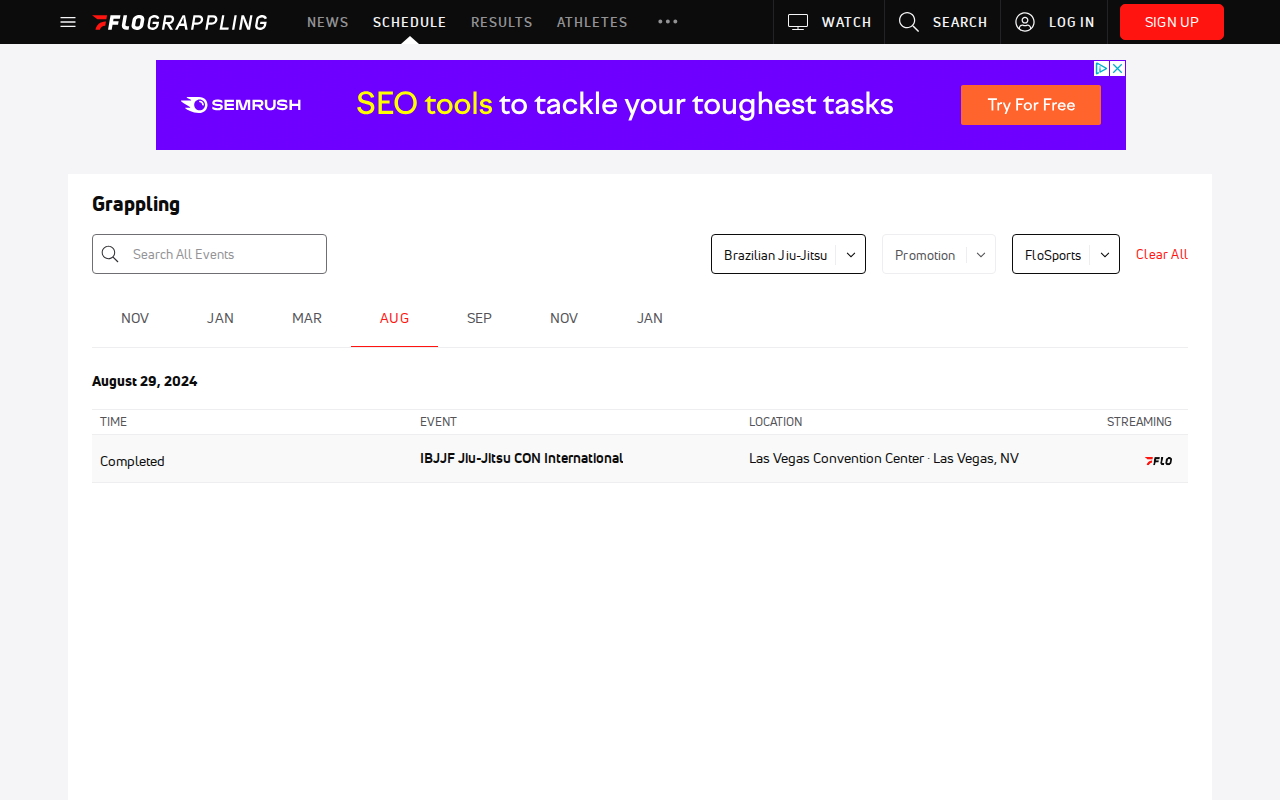 FLOGRAPPLING NEWS SCHEDULE RESULTS ATHLETES ••• WATCH SEARCH LOG IN SIGN UP
SEMRUSH SEO tools to tackle your toughest tasks Try For Free
Grappling
Search All Events Brazilian Jiu-Jitsu Promotion FloSports Clear All
NOV JAN MAR AUG SEP NOV JAN
August 29, 2024
TIME EVENT LOCATION STREAMING
Completed IBJJF Jiu-Jitsu CON International Las Vegas Convention Center · Las Vegas, NV FLO